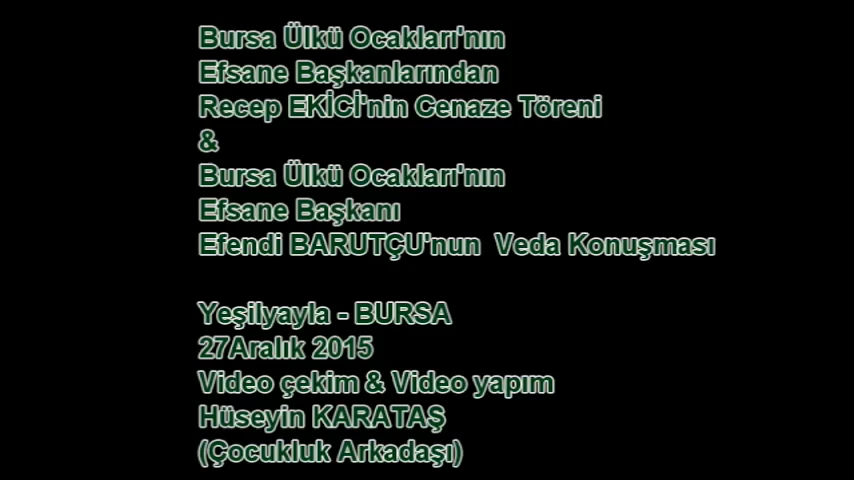 Bursa Ülkü Ocakları'nın
Efsane Başkanlarından
Recep EKİCİ'nin Cenaze Töreni
&
Bursa Ülkü Ocakları'nın
Efsane Başkanı
Efendi BARUTÇU'nun  Veda Konuşması
Yeşilyayla - BURSA
27Aralık 2015
Video çekim & Video yapım
Hüseyin KARATAŞ
(Çocukluk Arkadaşı)